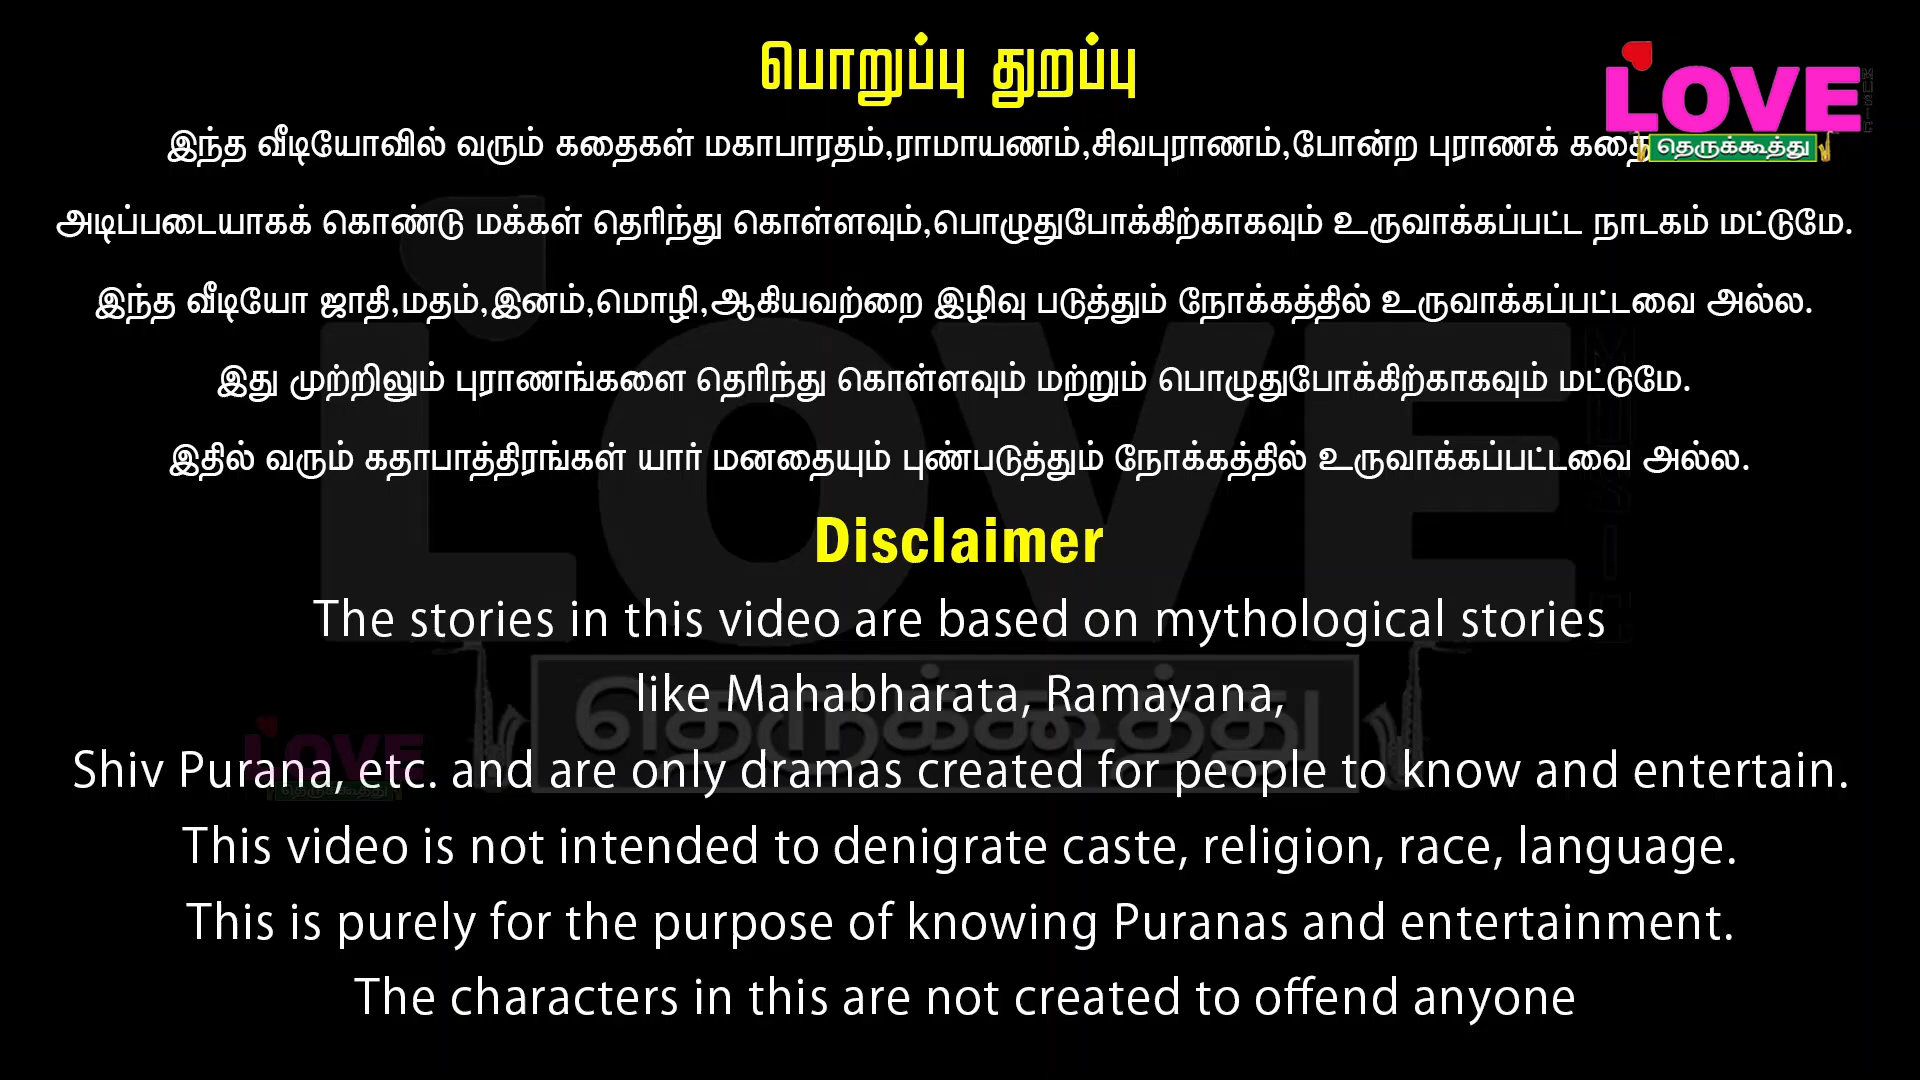 பொறுப்பு துறப்பு
LOVE
MUSIC
தெருக்கூத்து
இந்த வீடியோவில் வரும் கதைகள் மகாபாரதம்,ராமாயணம்,சிவபுராணம்,போன்ற புராணக்
அடிப்படையாகக் கொண்டு மக்கள் தெரிந்து கொள்ளவும்,பொழுதுபோக்கிற்காகவும் உருவாக்கப்பட்ட நாடகம் மட்டுமே.
இந்த வீடியோ ஜாதி,மதம்,இனம்,மொழி,ஆகியவற்றை இழிவு படுத்தும் நோக்கத்தில் உருவாக்கப்பட்டவை அல்ல.
இது முற்றிலும் புராணங்களை தெரிந்து கொள்ளவும் மற்றும் பொழுதுபோக்கிற்காகவும் மட்டுமே.
இதில் வரும் கதாபாத்திரங்கள் யார் மனதையும் புண்படுத்தும் நோக்கத்தில் உருவாக்கப்பட்டவை அல்ல.
Disclaimer
The stories in this video are based on mythological stories
like Mahabharata, Ramayana,
Shiv Purana, etc. and are only dramas created for people to know and entertain.
This video is not intended to denigrate caste, religion, race, language.
This is purely for the purpose of knowing Puranas and entertainment.
The characters in this are not created to offend anyone
LOVE
தெருக்கூத்து
LOVE
தெருக்கூத்து